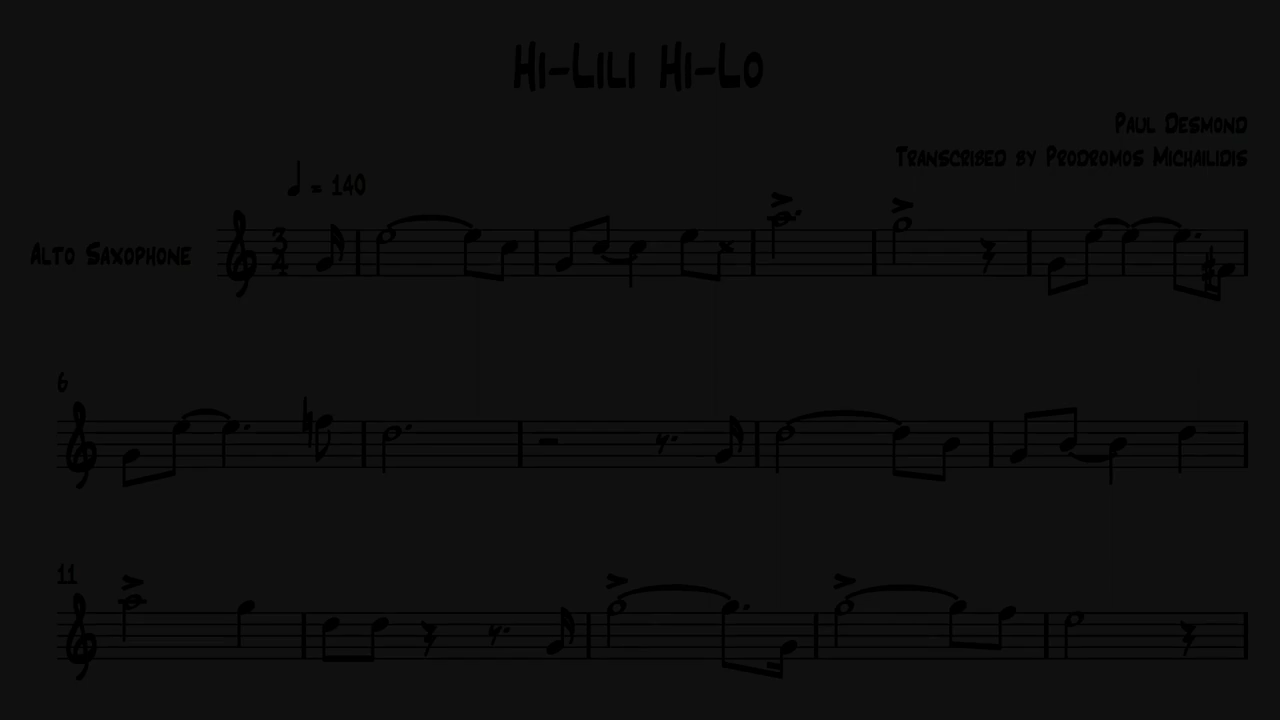 Hi-Lili Hi-Lo
Paul Desmond
Transcribed by Prodromos Michailidis
= 140
Alto Saxophone
3
4
6
11